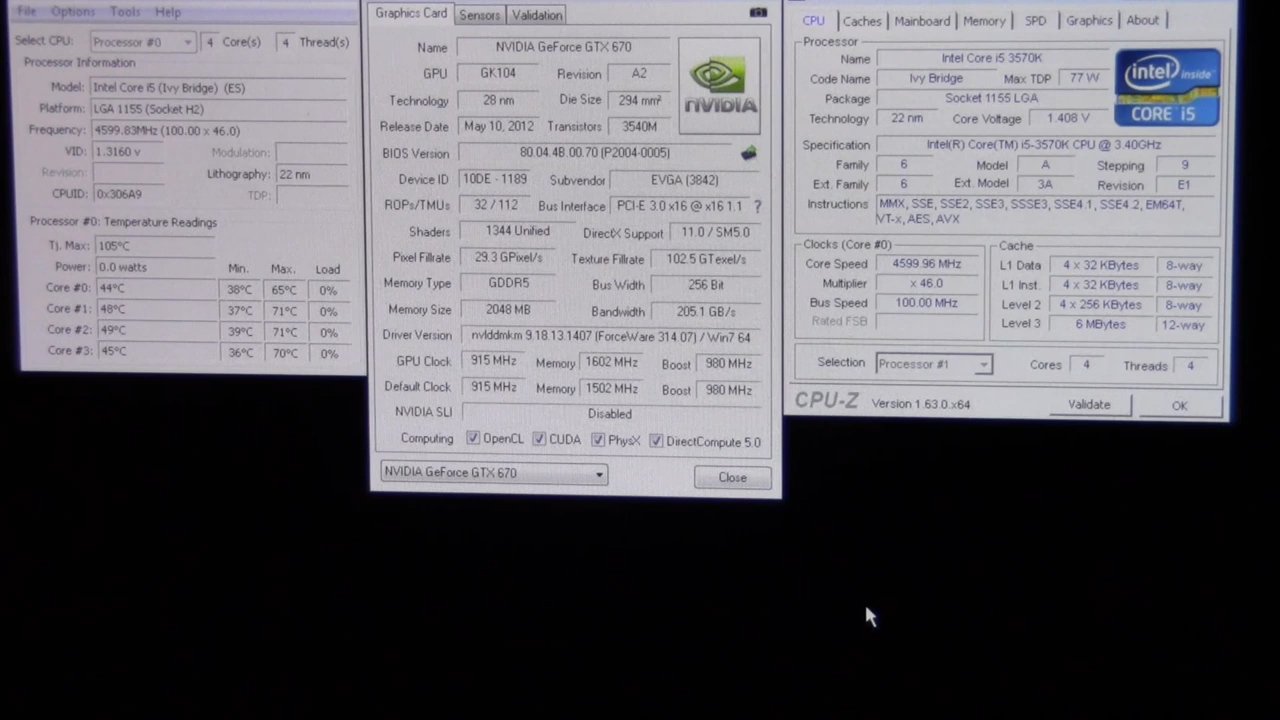 File Options Tools Help
Select CPU: Processor #0 4 Core(s) 4 Thread(s)
Processor Information
Model: Intel Core i5 (Ivy Bridge) (ES)
Platform: LGA 1155 (Socket H2)
Frequency: 4599.83MHz (100.00 x 46.0)
VID: 1.3160 v Modulation:
Revision: Lithography: 22 nm
CPUID: 0x306A9 TDP:
Processor #0: Temperature Readings
Tj. Max: 105°C
Power: 0.0 watts Min. Max. Load
Core #0: 44°C 38°C 65°C 0%
Core #1: 48°C 37°C 71°C 0%
Core #2: 49°C 39°C 71°C 0%
Core #3: 45°C 36°C 70°C 0%
Graphics Card Sensors Validation
Name NVIDIA GeForce GTX 670
GPU GK104 Revision A2
Technology 28 nm Die Size 294 mm²
NVIDIA
Release Date May 10, 2012 Transistors 3540M
BIOS Version 80.04.4B.00.70 (P2004-0005)
Device ID 10DE - 1189 Subvendor EVGA (3842)
ROPs/TMUs 32 / 112 Bus Interface PCI-E 3.0 x16 @ x16 1.1 ?
Shaders 1344 Unified DirectX Support 11.0 / SM5.0
Pixel Fillrate 29.3 GPixel/s Texture Fillrate 102.5 GTexel/s
Memory Type GDDR5 Bus Width 256 Bit
Memory Size 2048 MB Bandwidth 205.1 GB/s
Driver Version nvlddmkm 9.18.13.1407 (ForceWare 314.07) / Win7 64
GPU Clock 915 MHz Memory 1602 MHz Boost 980 MHz
Default Clock 915 MHz Memory 1502 MHz Boost 980 MHz
NVIDIA SLI Disabled
Computing OpenCL CUDA PhysX DirectCompute 5.0
NVIDIA GeForce GTX 670 Close
CPU Caches Mainboard Memory SPD Graphics About
Processor
Name Intel Core i5 3570K
Code Name Ivy Bridge Max TDP 77 W
intel inside
CORE i5
Package Socket 1155 LGA
Technology 22 nm Core Voltage 1.408 V
Specification Intel(R) Core(TM) i5-3570K CPU @ 3.40GHz
Family 6 Model A Stepping 9
Ext. Family 6 Ext. Model 3A Revision E1
Instructions MMX, SSE, SSE2, SSE3, SSSE3, SSE4.1, SSE4.2, EM64T,
VT-x, AES, AVX
Clocks (Core #0)
Core Speed 4599.96 MHz
Multiplier x 46.0
Bus Speed 100.00 MHz
Rated FSB
Cache
L1 Data 4 x 32 KBytes 8-way
L1 Inst. 4 x 32 KBytes 8-way
Level 2 4 x 256 KBytes 8-way
Level 3 6 MBytes 12-way
Selection Processor #1 Cores 4 Threads 4
CPU-Z Version 1.63.0.x64 Validate OK